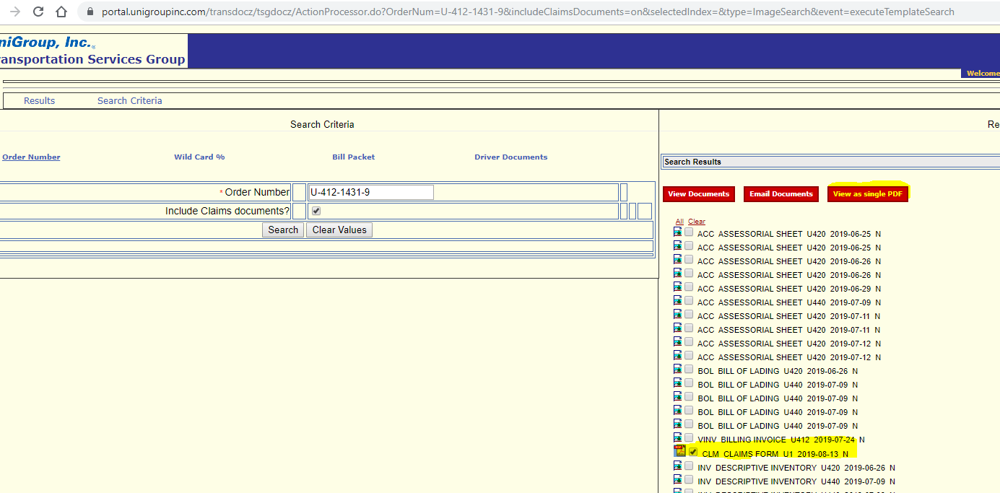 portal.unigroupinc.com/transdocz/tsgdocz/ActionProcessor.do?OrderNum=U-412-1431-9&includeClaimsDocuments=on&selectedIndex=&type=ImageSearch&event=executeTemplateSearch
niGroup, Inc.®
ransportation Services Group
Welcome
Results Search Criteria
Search Criteria
Order Number Wild Card % Bill Packet Driver Documents
* Order Number U-412-1431-9
Include Claims documents?
Search Clear Values
Re
Search Results
View Documents Email Documents View as single PDF
All Clear
ACC ASSESSORIAL SHEET U420 2019-06-25 N
ACC ASSESSORIAL SHEET U420 2019-06-25 N
ACC ASSESSORIAL SHEET U420 2019-06-26 N
ACC ASSESSORIAL SHEET U420 2019-06-26 N
ACC ASSESSORIAL SHEET U420 2019-06-29 N
ACC ASSESSORIAL SHEET U440 2019-07-09 N
ACC ASSESSORIAL SHEET U420 2019-07-11 N
ACC ASSESSORIAL SHEET U420 2019-07-11 N
ACC ASSESSORIAL SHEET U420 2019-07-12 N
ACC ASSESSORIAL SHEET U420 2019-07-12 N
BOL BILL OF LADING U420 2019-06-26 N
BOL BILL OF LADING U440 2019-07-09 N
BOL BILL OF LADING U440 2019-07-09 N
BOL BILL OF LADING U440 2019-07-09 N
BOL BILL OF LADING U440 2019-07-09 N
VINV BILLING INVOICE U412 2019-07-24 N
CLM CLAIMS FORM U1 2019-08-13 N
INV DESCRIPTIVE INVENTORY U420 2019-06-26 N
INV DESCRIPTIVE INVENTORY U440 2019-07-09 N